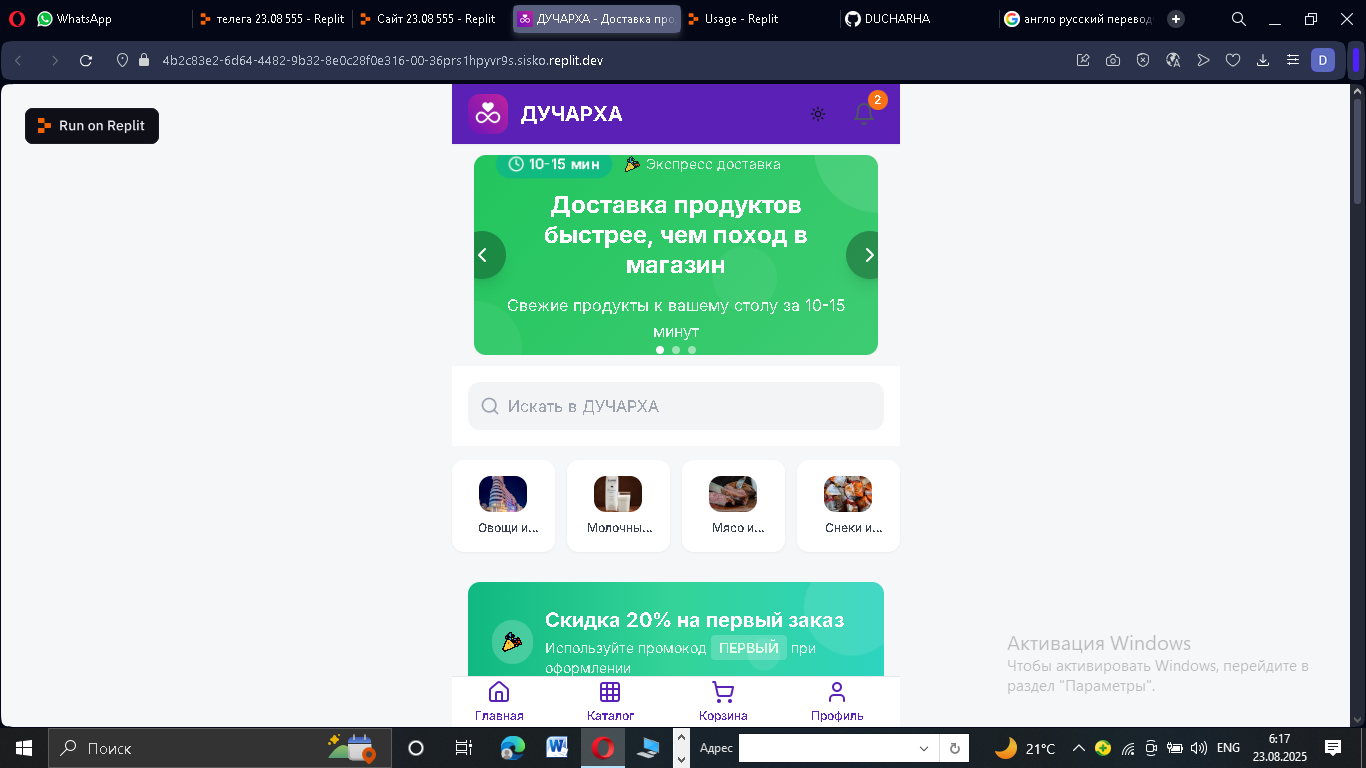 WhatsApp
телега 23.08 555 - Replit
Сайт 23.08 555 - Replit
ДУЧАРХА - Доставка про
Usage - Replit
DUCHARHA
англо русский перевод
4b2c83e2-6d64-4482-9b32-8e0c28f0e316-00-36prs1hpyvr9s.sisko.replit.dev
D
Run on Replit
ДУЧАРХА
2
10-15 мин
Экспресс доставка
Доставка продуктов
быстрее, чем поход в
магазин
Свежие продукты к вашему столу за 10-15
минут
Искать в ДУЧАРХА
Овощи и...
Молочны...
Мясо и...
Снеки и...
Скидка 20% на первый заказ
Используйте промокод ПЕРВЫЙ при
оформлении
Главная
Каталог
Корзина
Профиль
Активация Windows
Чтобы активировать Windows, перейдите в
раздел "Параметры".
Поиск
Адрес
21°C
ENG
6:17
23.08.2025